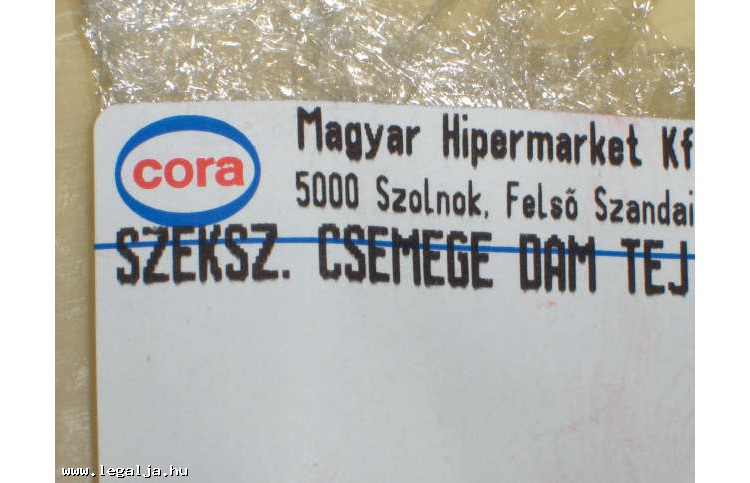 cora
Magyar Hipermarket Kf
5000 Szolnok, Felső Szandai
SZEKSZ. CSEMEGE DAM TEJ
www.legalja.hu